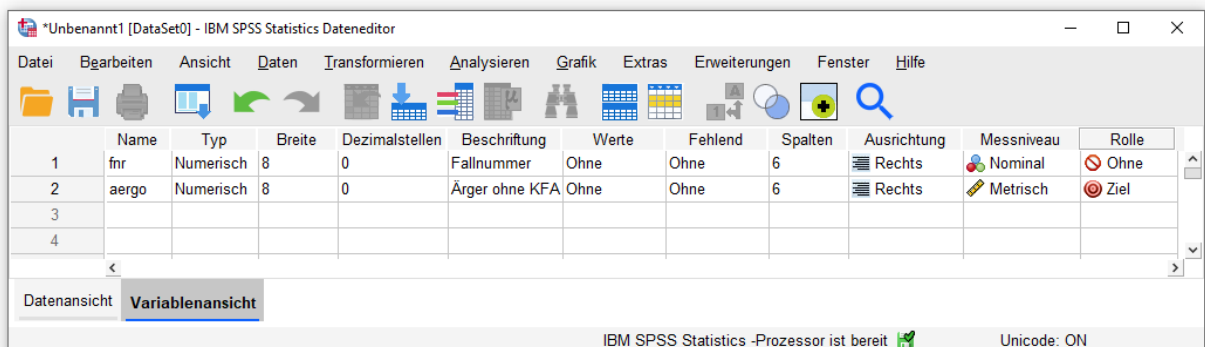 *Unbenannt1 [DataSet0] - IBM SPSS Statistics Dateneditor
Datei Bearbeiten Ansicht Daten Transformieren Analysieren Grafik Extras Erweiterungen Fenster Hilfe
Name Typ Breite Dezimalstellen Beschriftung Werte Fehlend Spalten Ausrichtung Messniveau Rolle
1 fnr Numerisch 8 0 Fallnummer Ohne Ohne 6 Rechts Nominal Ohne
2 aergo Numerisch 8 0 Ärger ohne KFA Ohne Ohne 6 Rechts Metrisch Ziel
3
4
Datenansicht Variablenansicht
IBM SPSS Statistics -Prozessor ist bereit Unicode: ON